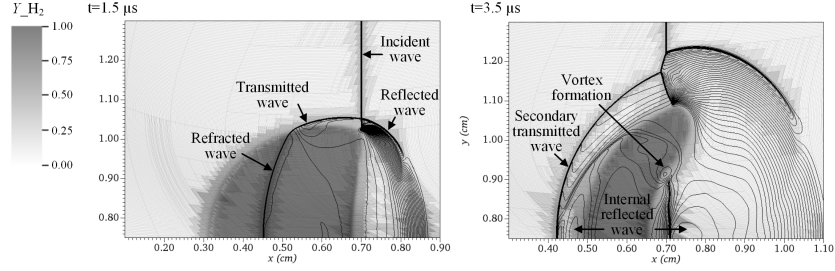 Y_H₂
1.00
0.75
0.50
0.25
0.00
t=1.5 μs
Incident
wave
Transmitted
wave
Reflected
wave
Refracted
wave
1.20
1.10
1.00
0.90
0.80
0.20 0.30 0.40 0.50 0.60 0.70 0.80 0.90
x (cm)
t=3.5 μs
Vortex
formation
Secondary
transmitted
wave
Internal
reflected
wave
y (cm)
1.20
1.10
1.00
0.90
0.80
0.40 0.50 0.60 0.70 0.80 0.90 1.00 1.10
x (cm)